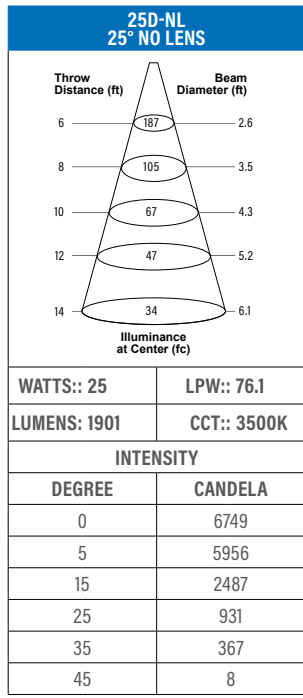 25D-NL
25° NO LENS
Throw Beam
Distance (ft) Diameter (ft)
6 187 2.6
8 105 3.5
10 67 4.3
12 47 5.2
14 34 6.1
Illuminance
at Center (fc)
WATTS:: 25 LPW:: 76.1
LUMENS: 1901 CCT:: 3500K
INTENSITY
DEGREE CANDELA
0 6749
5 5956
15 2487
25 931
35 367
45 8